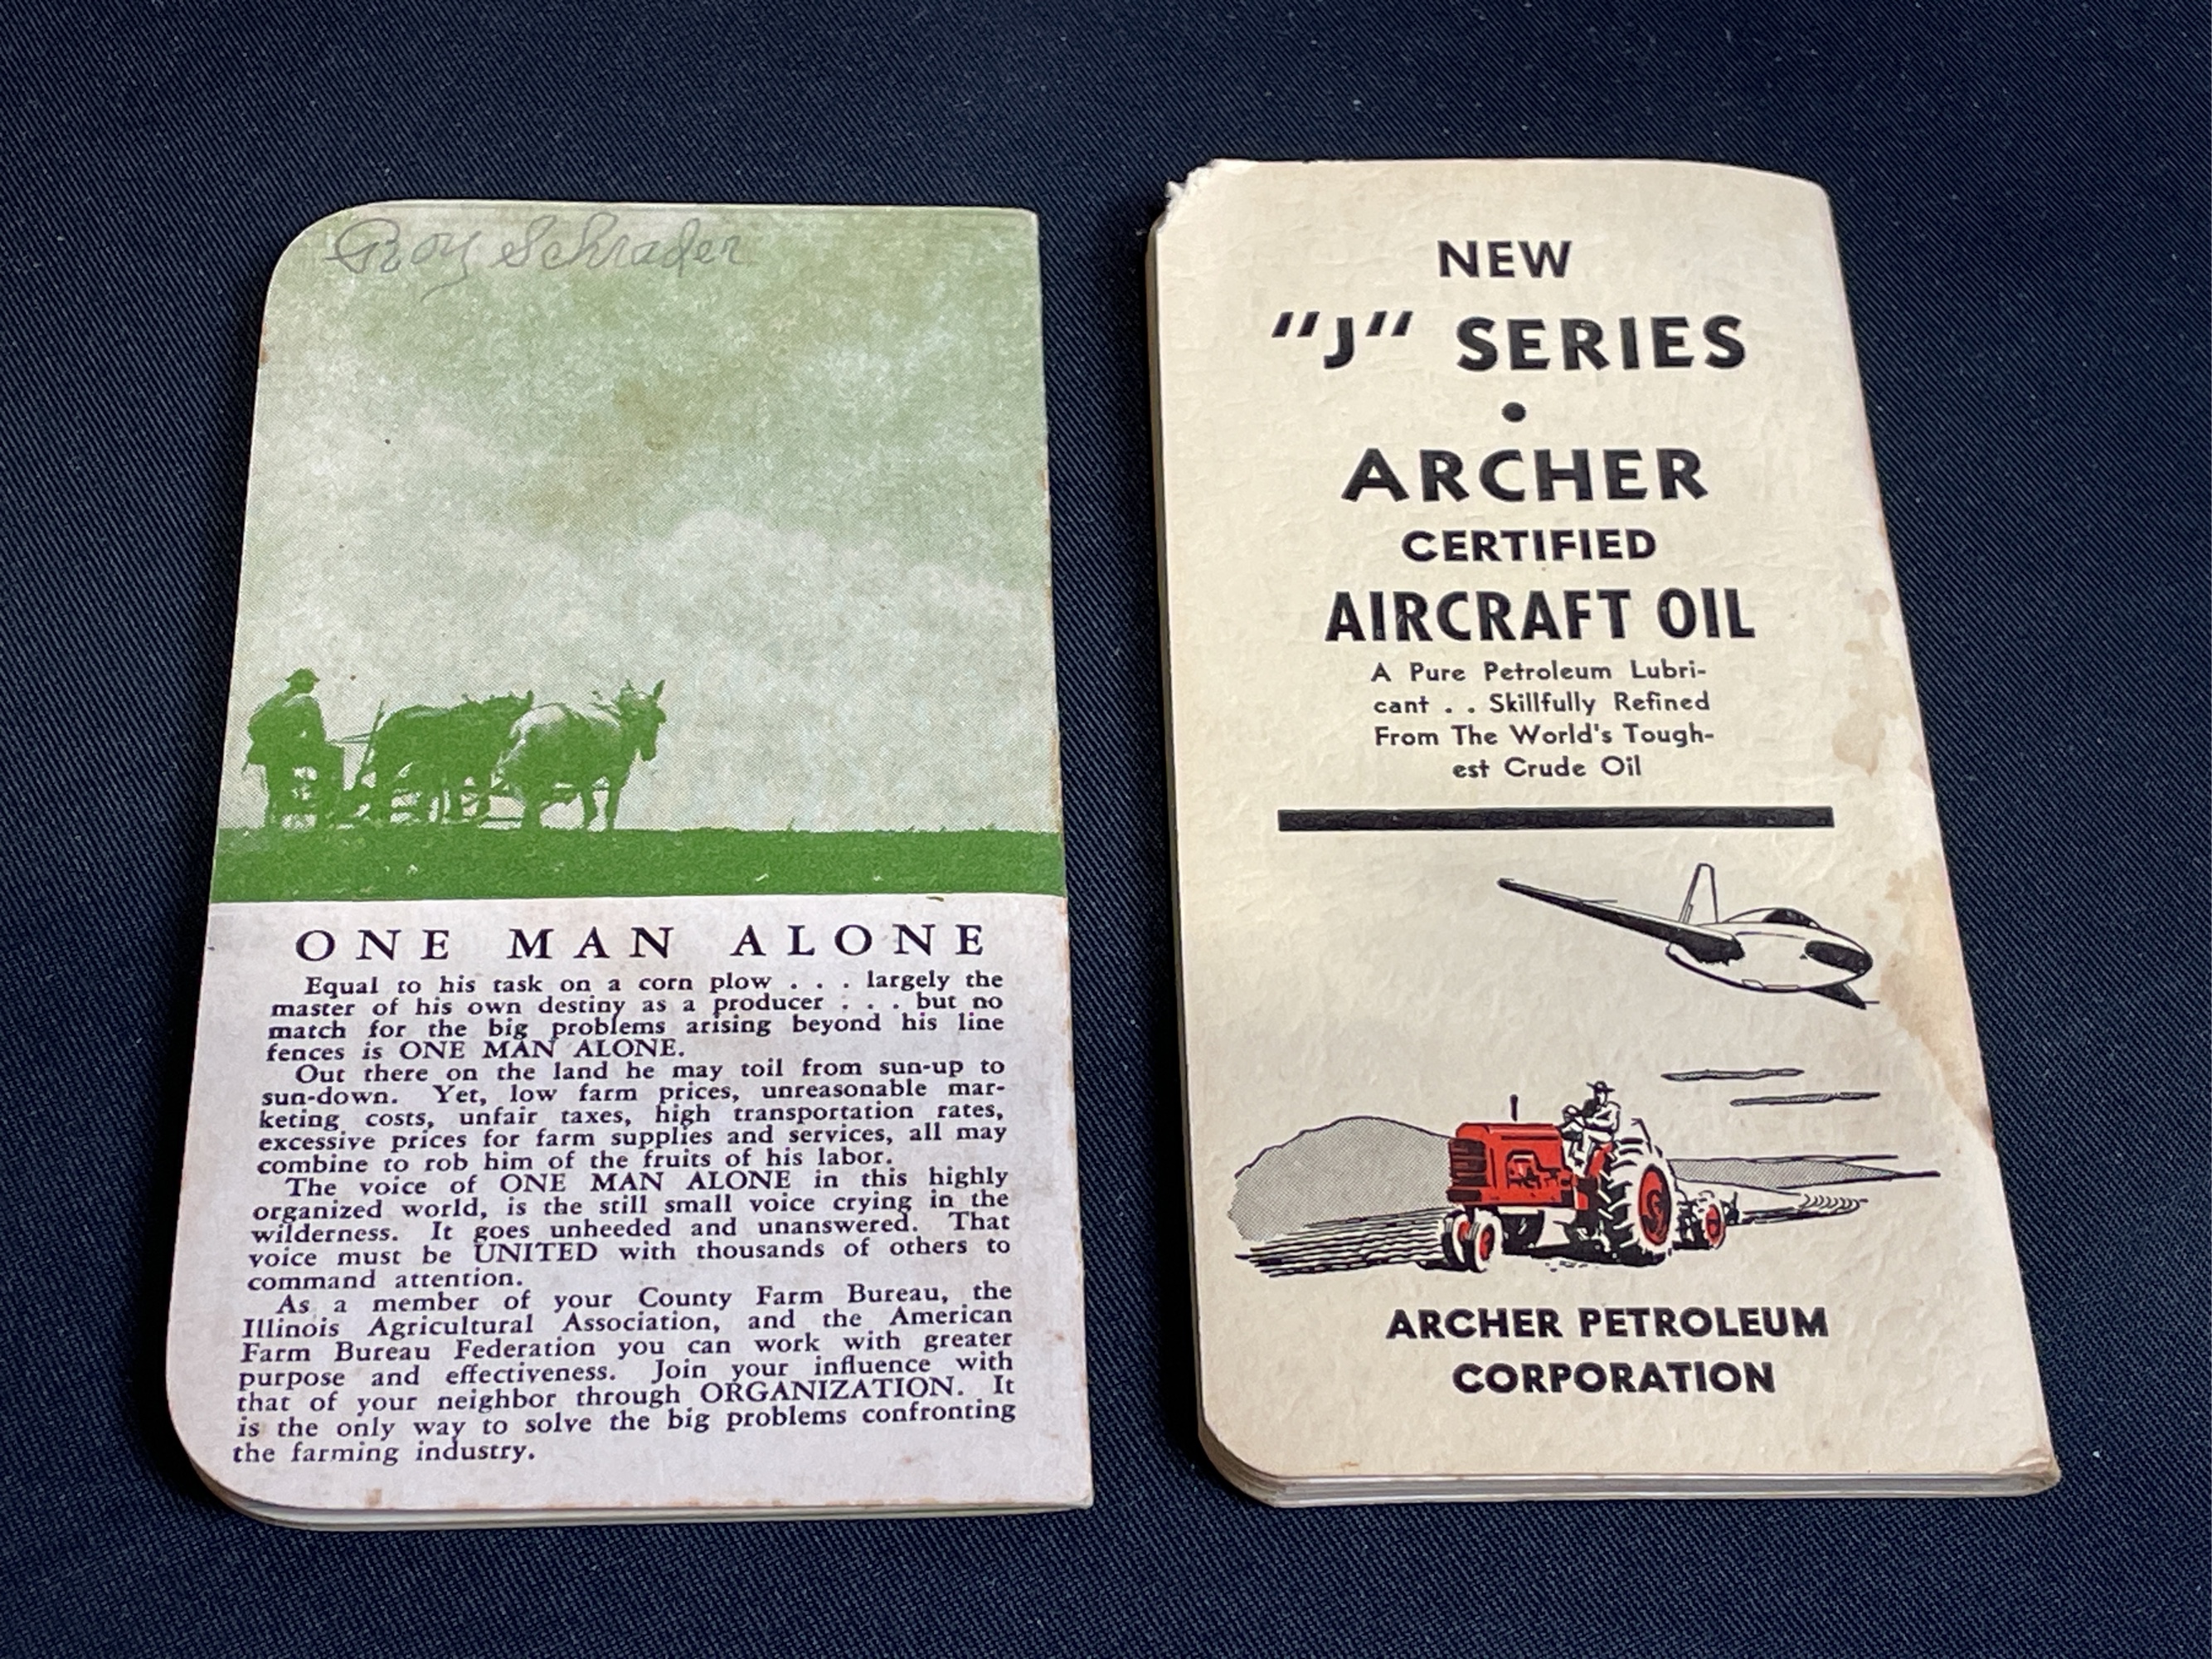 Roy Schrader
ONE MAN ALONE
Equal to his task on a corn plow . . . largely the
master of his own destiny as a producer . . . but no
match for the big problems arising beyond his line
fences is ONE MAN ALONE.
Out there on the land he may toil from sun-up to
sun-down. Yet, low farm prices, unreasonable mar-
keting costs, unfair taxes, high transportation rates,
excessive prices for farm supplies and services, all may
combine to rob him of the fruits of his labor.
The voice of ONE MAN ALONE in this highly
organized world, is the still small voice crying in the
wilderness. It goes unheeded and unanswered. That
voice must be UNITED with thousands of others to
command attention.
As a member of your County Farm Bureau, the
Illinois Agricultural Association, and the American
Farm Bureau Federation you can work with greater
purpose and effectiveness. Join your influence with
that of your neighbor through ORGANIZATION. It
is the only way to solve the big problems confronting
the farming industry.
NEW
"J" SERIES
•
ARCHER
CERTIFIED
AIRCRAFT OIL
A Pure Petroleum Lubri-
cant . . Skillfully Refined
From The World's Tough-
est Crude Oil
ARCHER PETROLEUM
CORPORATION